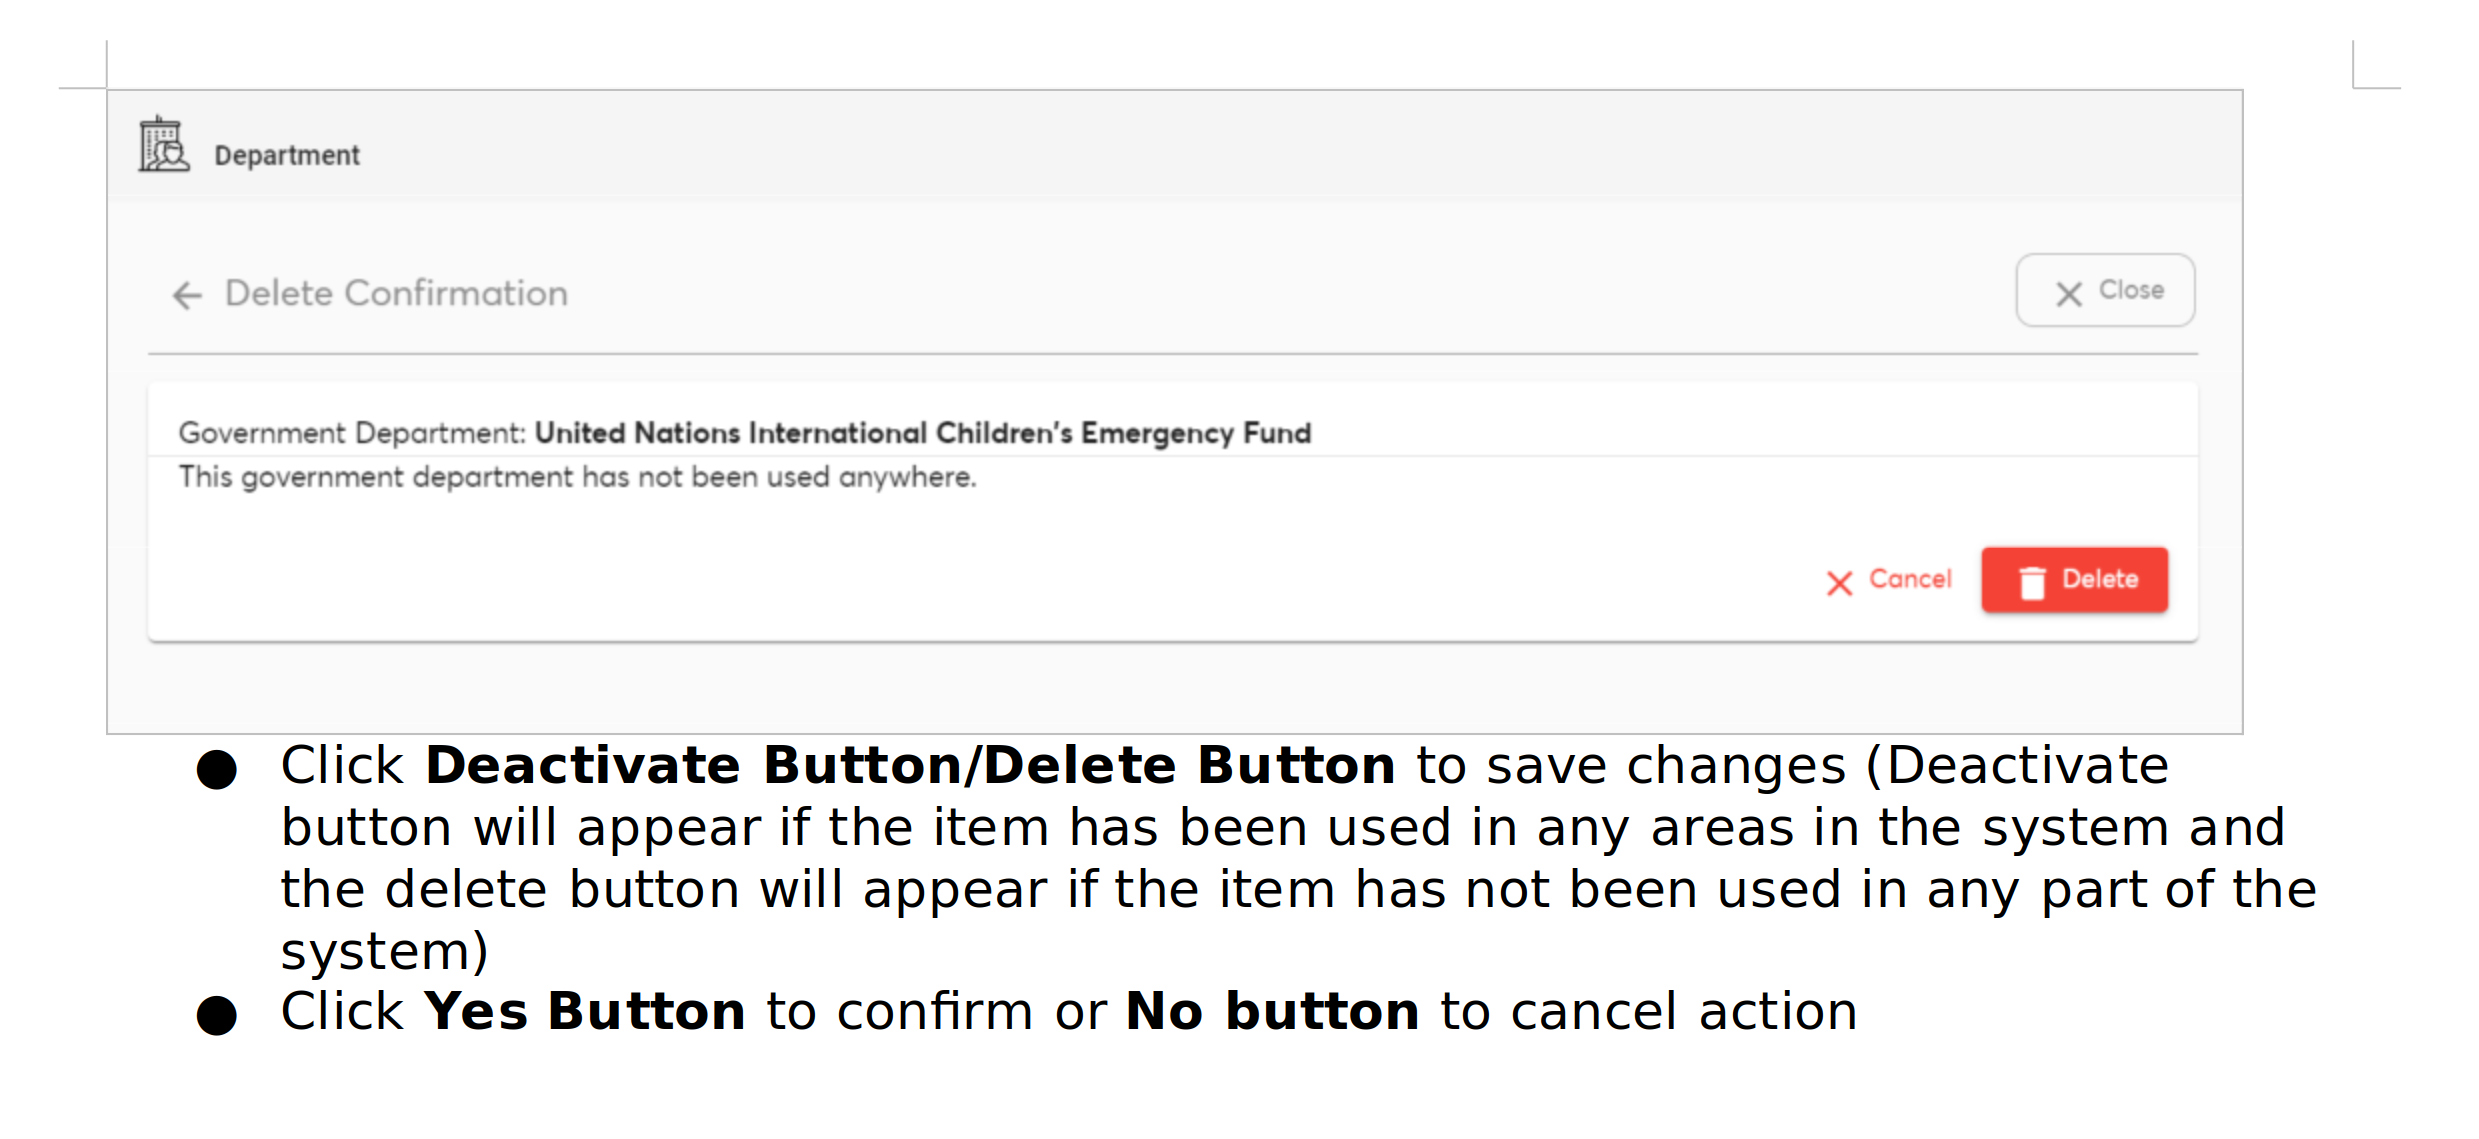 Department
Delete Confirmation
Close
Government Department: United Nations International Children's Emergency Fund
This government department has not been used anywhere.
Cancel
Delete
● Click Deactivate Button/Delete Button to save changes (Deactivate
button will appear if the item has been used in any areas in the system and
the delete button will appear if the item has not been used in any part of the
system)
● Click Yes Button to confirm or No button to cancel action